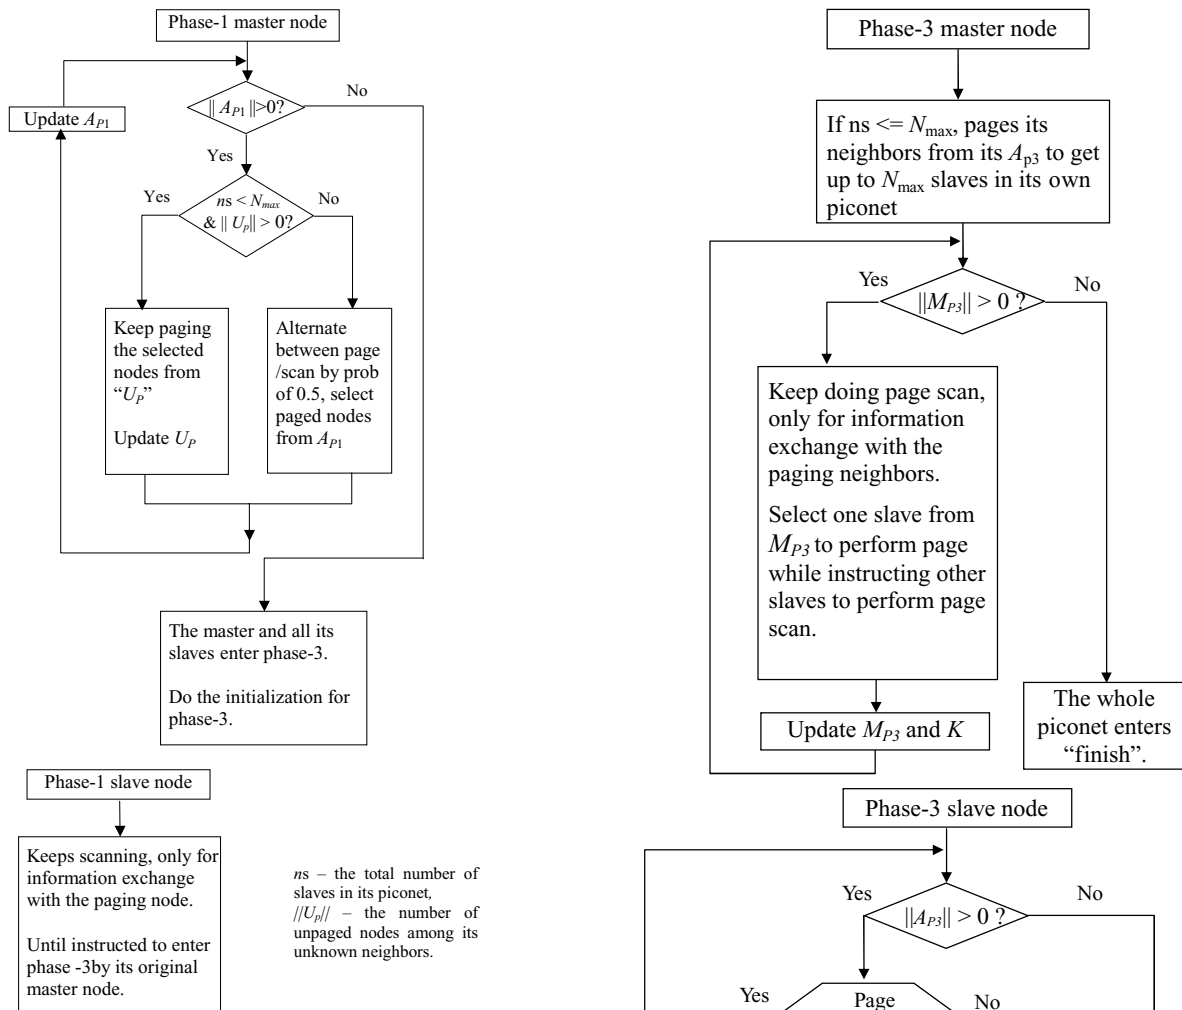 Phase-1 master node
No
|| A_P1 ||>0?
Update A_P1
Yes
Yes
ns < N_max
& || U_p|| > 0?
No
Keep paging
the selected
nodes from
“U_P”
Update U_P
Alternate
between page
/scan by prob
of 0.5, select
paged nodes
from A_P1
The master and all its
slaves enter phase-3.
Do the initialization for
phase-3.
Phase-1 slave node
Keeps scanning, only for
information exchange
with the paging node.
Until instructed to enter
phase -3by its original
master node.
ns – the total number of
slaves in its piconet,
||U_p|| – the number of
unpaged nodes among its
unknown neighbors.
Phase-3 master node
If ns <= N_max, pages its
neighbors from its A_p3 to get
up to N_max slaves in its own
piconet
Yes
||M_P3|| > 0 ?
No
Keep doing page scan,
only for information
exchange with the
paging neighbors.
Select one slave from
M_P3 to perform page
while instructing other
slaves to perform page
scan.
Update M_P3 and K
The whole
piconet enters
“finish”.
Phase-3 slave node
Yes
||A_P3|| > 0 ?
No
Yes
Page
No